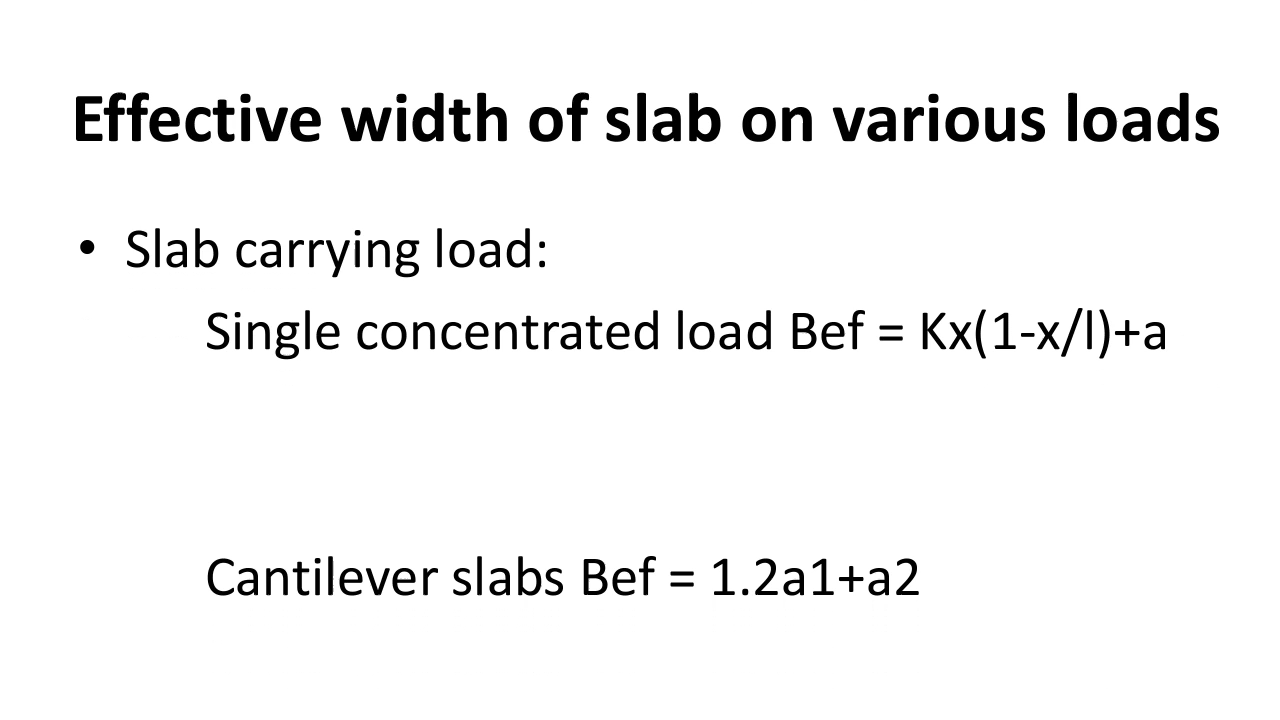 Effective width of slab on various loads
• Slab carrying load:
Single concentrated load Bef = Kx(1-x/l)+a
Cantilever slabs Bef = 1.2a1+a2